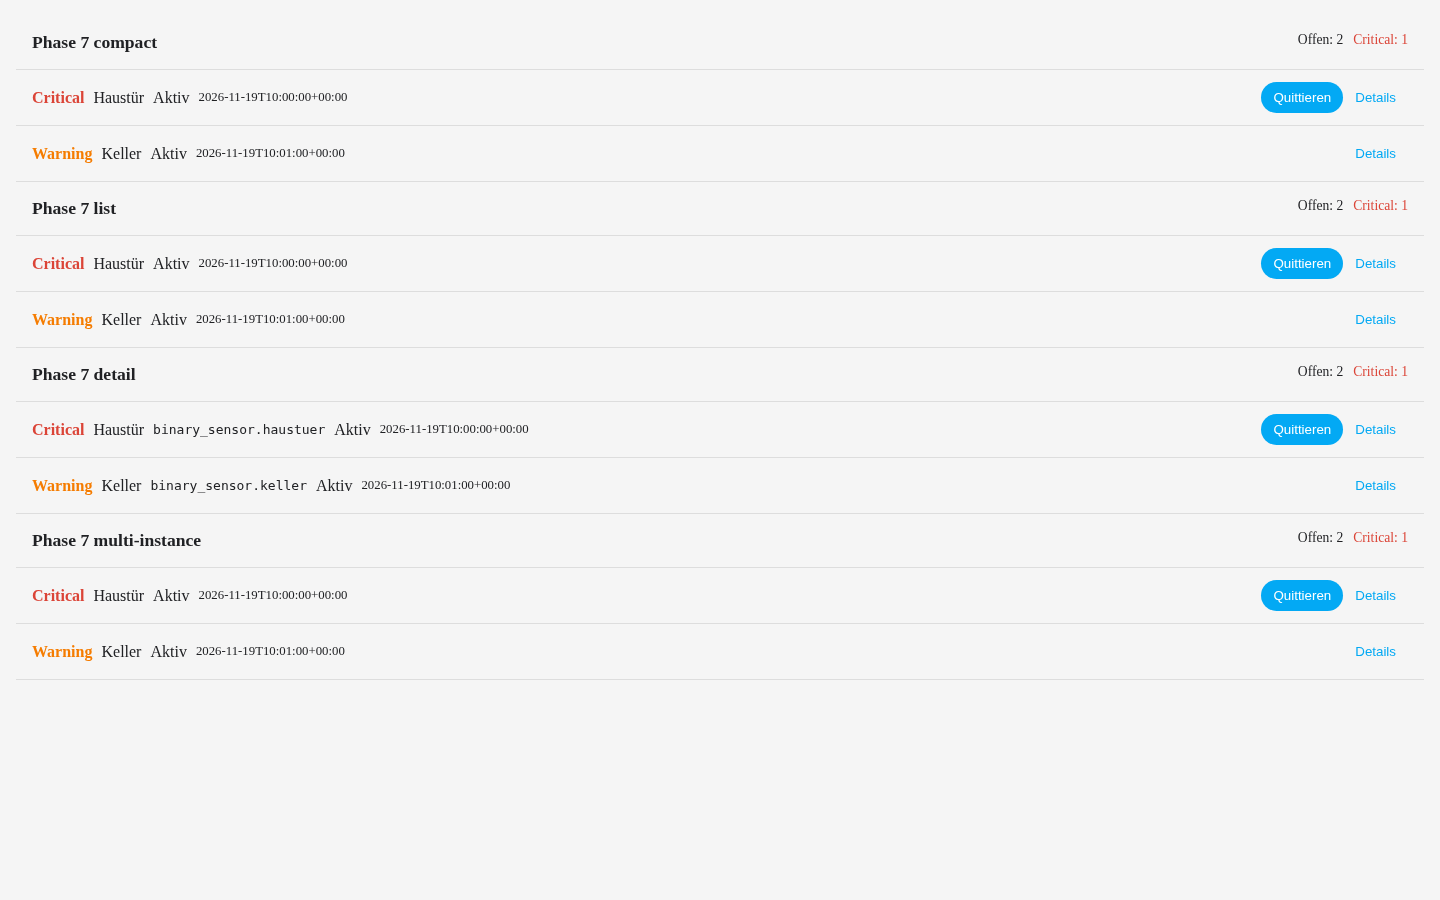 Phase 7 compact Offen: 2 Critical: 1
Critical Haustür Aktiv 2026-11-19T10:00:00+00:00 Quittieren Details
Warning Keller Aktiv 2026-11-19T10:01:00+00:00 Details
Phase 7 list Offen: 2 Critical: 1
Critical Haustür Aktiv 2026-11-19T10:00:00+00:00 Quittieren Details
Warning Keller Aktiv 2026-11-19T10:01:00+00:00 Details
Phase 7 detail Offen: 2 Critical: 1
Critical Haustür binary_sensor.haustuer Aktiv 2026-11-19T10:00:00+00:00 Quittieren Details
Warning Keller binary_sensor.keller Aktiv 2026-11-19T10:01:00+00:00 Details
Phase 7 multi-instance Offen: 2 Critical: 1
Critical Haustür Aktiv 2026-11-19T10:00:00+00:00 Quittieren Details
Warning Keller Aktiv 2026-11-19T10:01:00+00:00 Details